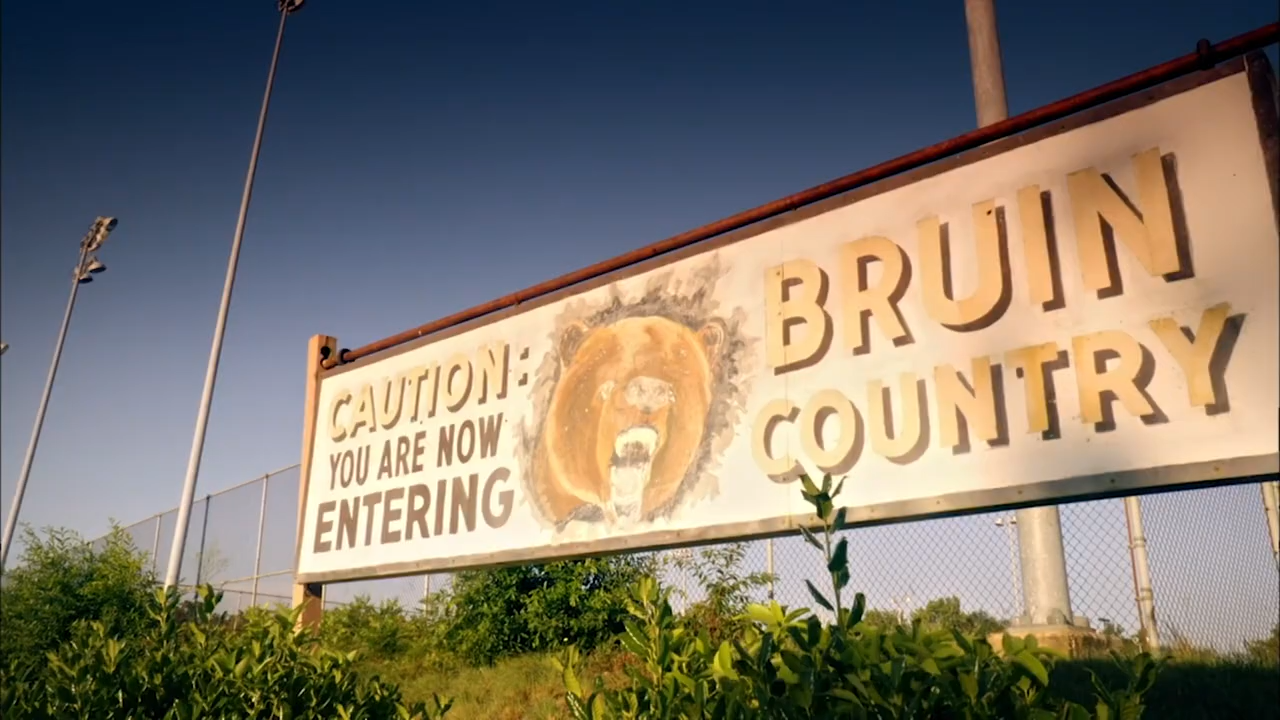 CAUTION:
YOU ARE NOW
ENTERING
BRUIN
COUNTRY